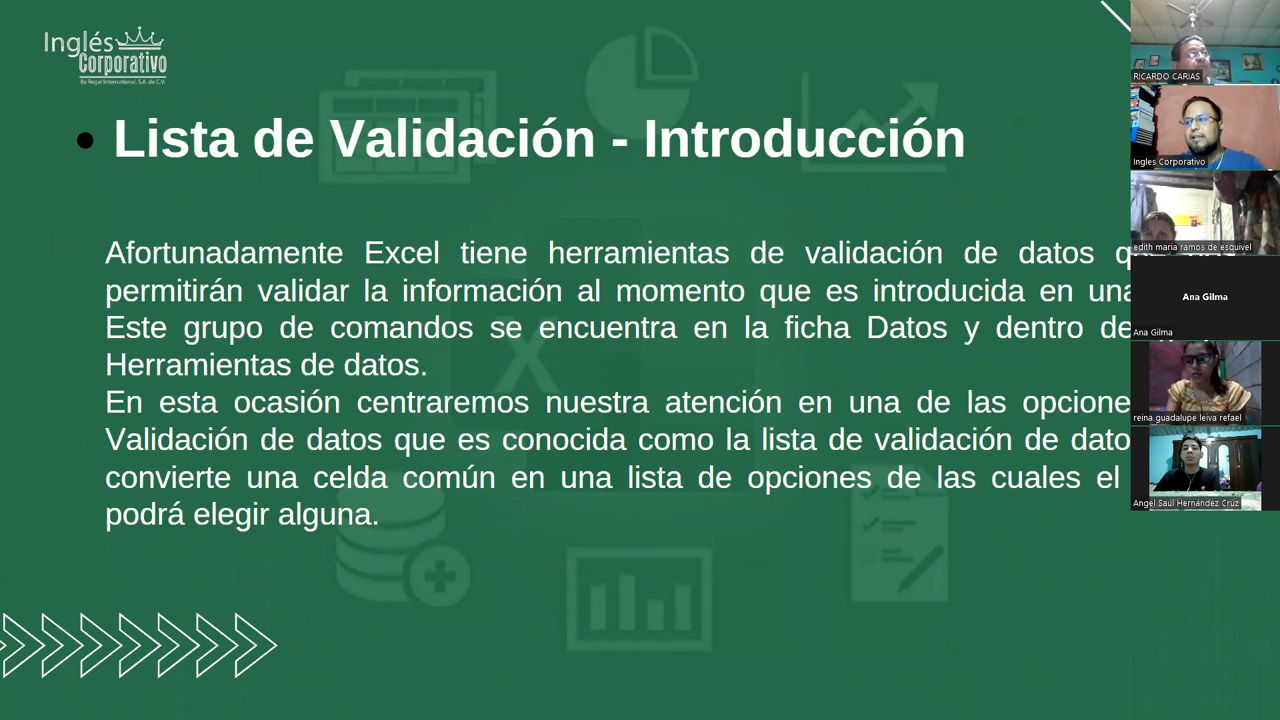 Inglés
Corporativo
By Regal International, S.A. de C.V.
• Lista de Validación - Introducción
Afortunadamente Excel tiene herramientas de validación de datos
permitirán validar la información al momento que es introducida en una
Este grupo de comandos se encuentra en la ficha Datos y dentro de
Herramientas de datos.
En esta ocasión centraremos nuestra atención en una de las
Validación de datos que es conocida como la lista de validación de
convierte una celda común en una lista de opciones de las cuales el
podrá elegir alguna.
RICARDO CARIAS
Ingles Corporativo
edith maria ramos de esquivel
Ana Gilma
Ana Gilma
reina guadalupe leiva refael
Angel Saúl Hernández Cruz